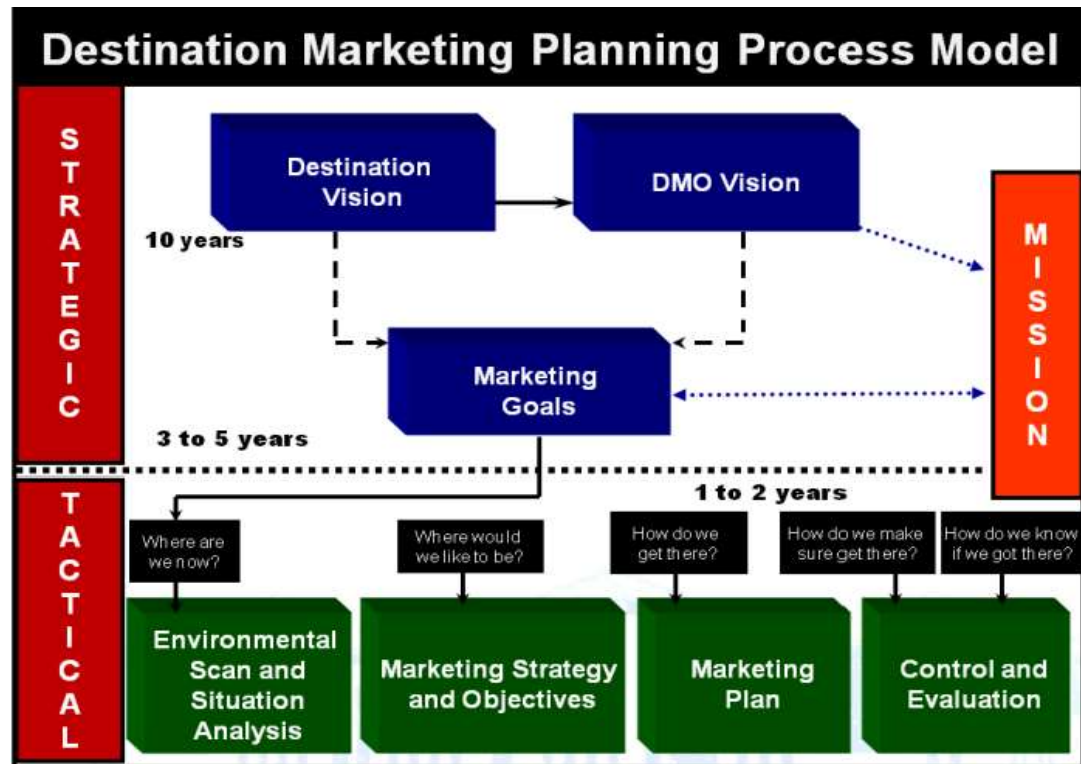 Destination Marketing Planning Process Model
STRATEGIC
Destination
Vision
DMO Vision
10 years
MISSION
Marketing
Goals
3 to 5 years
1 to 2 years
TACTICAL
Where are
we now?
Where would
we like to be?
How do we
get there?
How do we make
sure get there?
How do we know
if we got there?
Environmental
Scan and
Situation
Analysis
Marketing Strategy
and Objectives
Marketing
Plan
Control and
Evaluation